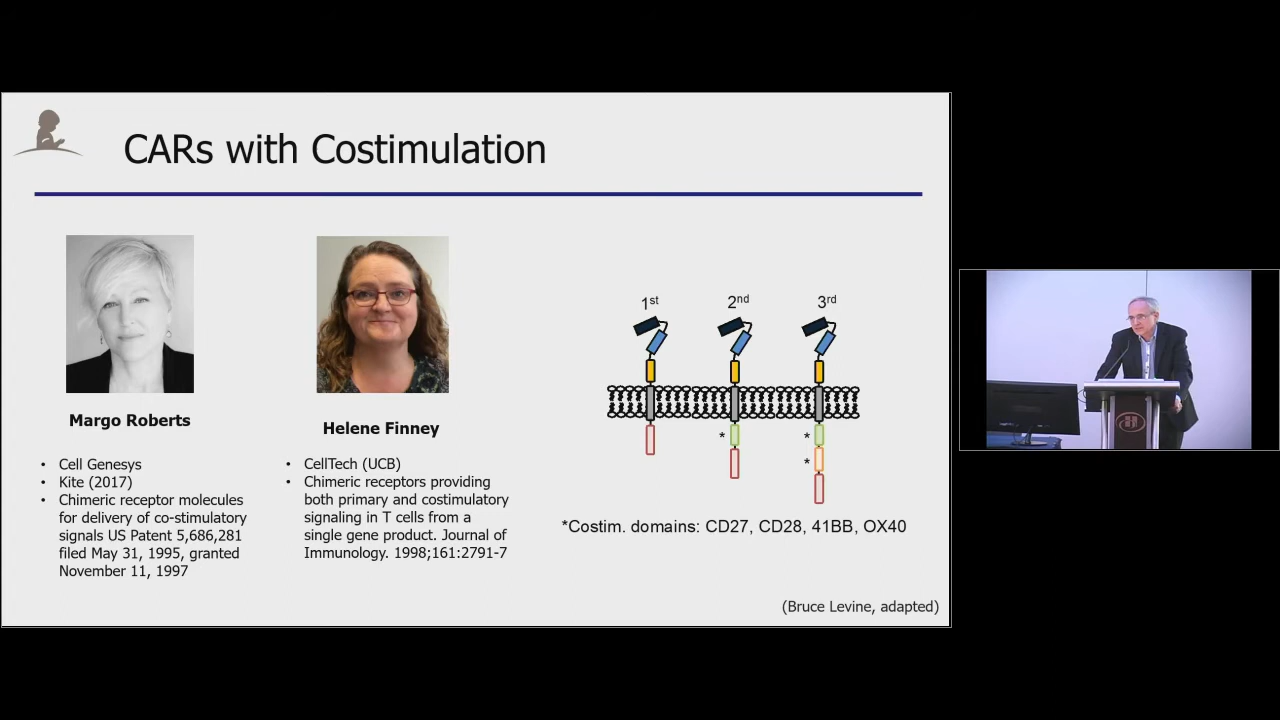 CARs with Costimulation
Margo Roberts
• Cell Genesys
• Kite (2017)
• Chimeric receptor molecules
for delivery of co-stimulatory
signals US Patent 5,686,281
filed May 31, 1995, granted
November 11, 1997
Helene Finney
• CellTech (UCB)
• Chimeric receptors providing
both primary and costimulatory
signaling in T cells from a
single gene product. Journal of
Immunology. 1998;161:2791-7
1st 2nd 3rd
* *
*
*Costim. domains: CD27, CD28, 41BB, OX40
(Bruce Levine, adapted)